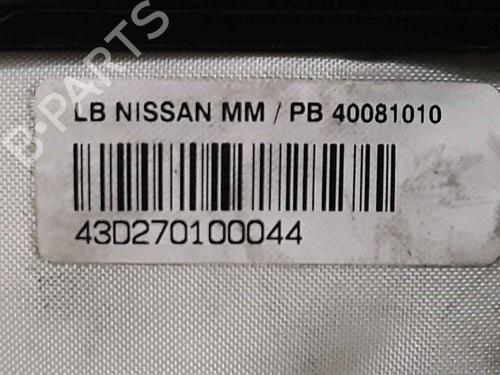 B-PARTS
LB NISSAN MM / PB 40081010
43D270100044